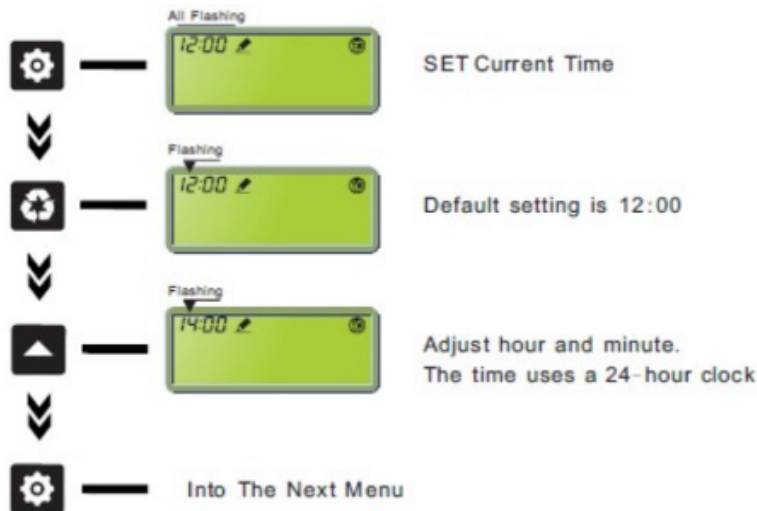 All Flashing
12:00
SET Current Time
Flashing
12:00
Default setting is 12:00
Flashing
14:00
Adjust hour and minute.
The time uses a 24-hour clock
Into The Next Menu